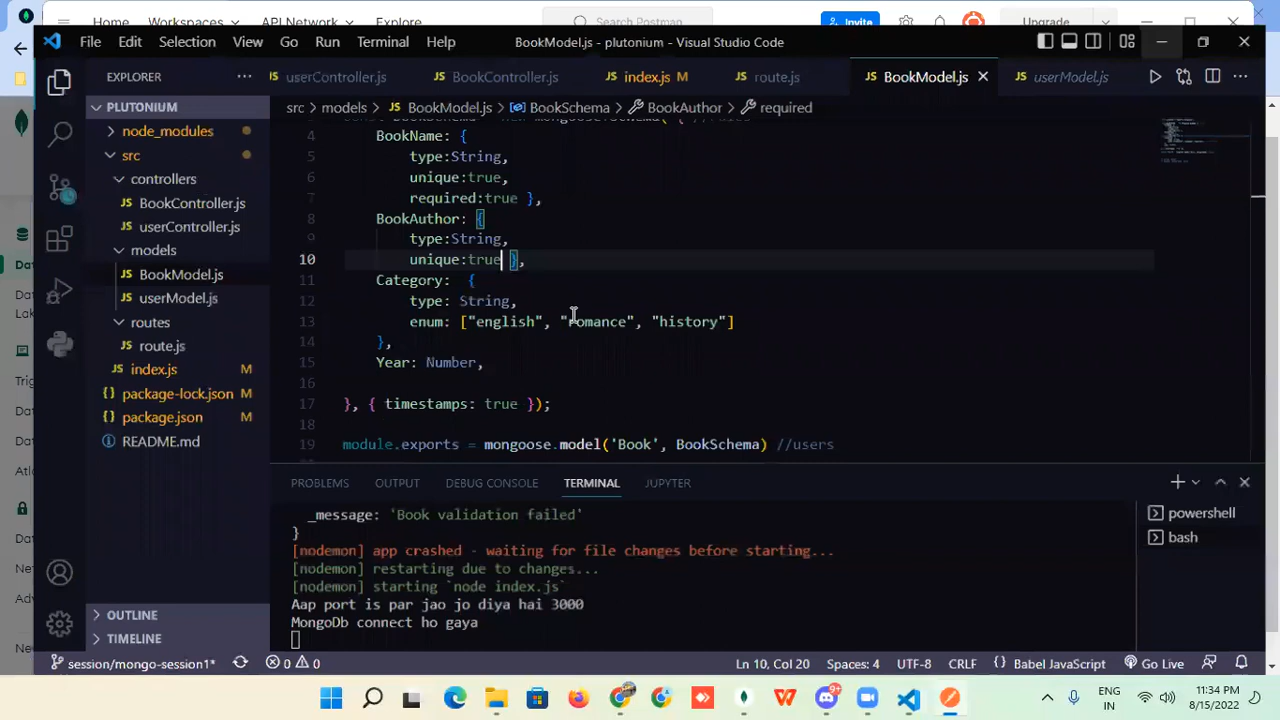 Home
Workspaces
API Network
Explore
Search Postman
Invite
Upgrade
File Edit Selection View Go Run Terminal Help
BookModel.js - plutonium - Visual Studio Code
EXPLORER
userController.js
BookController.js
index.js M
route.js
BookModel.js
userModel.js
PLUTONIUM
src > models > BookModel.js > BookSchema > BookAuthor > required
node_modules
src
controllers
BookController.js
userController.js
models
BookModel.js
userModel.js
routes
route.js
index.js M
package-lock.json M
package.json M
README.md
OUTLINE
TIMELINE
4 BookName: {
5 type:String,
6 unique:true,
7 required:true },
8 BookAuthor: {
9 type:String,
10 unique:true },
11 Category: {
12 type: String,
13 enum: ["english", "romance", "history"]
14 },
15 Year: Number,
16
17 }, { timestamps: true });
18
19 module.exports = mongoose.model('Book', BookSchema) //users
PROBLEMS OUTPUT DEBUG CONSOLE TERMINAL JUPYTER
_message: 'Book validation failed'
}
[nodemon] app crashed - waiting for file changes before starting...
[nodemon] restarting due to changes...
[nodemon] starting `node index.js`
Aap port is par jao jo diya hai 3000
MongoDb connect ho gaya
powershell
bash
session/mongo-session1* 0 0 Ln 10, Col 20 Spaces: 4 UTF-8 CRLF {} Babel JavaScript Go Live
9+
ENG
IN
11:34 PM
8/15/2022